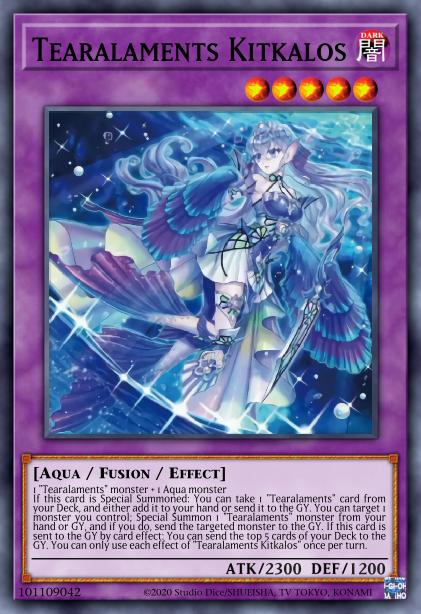 TEARALAMENTS KITKALOS
DARK
闇
[AQUA / FUSION / EFFECT]
1 "Tearalaments" monster + 1 Aqua monster
If this card is Special Summoned: You can take 1 "Tearalaments" card from
your Deck, and either add it to your hand or send it to the GY. You can target 1
monster you control; Special Summon 1 "Tearalaments" monster from your
hand or GY, and if you do, send the targeted monster to the GY. If this card is
sent to the GY by card effect: You can send the top 5 cards of your Deck to the
GY. You can only use each effect of "Tearalaments Kitkalos" once per turn.
ATK/2300 DEF/1200
101109042
©2020 Studio Dice/SHUEISHA, TV TOKYO, KONAMI